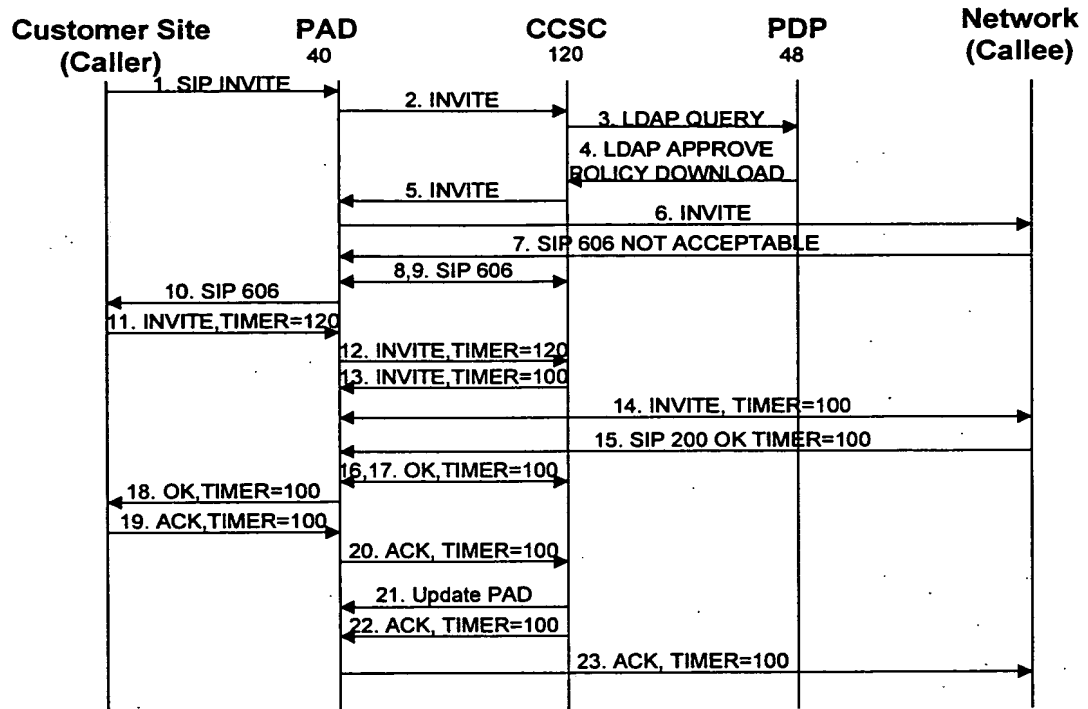 Customer Site
(Caller)
PAD
40
CCSC
120
PDP
48
Network
(Callee)
1. SIP INVITE
2. INVITE
3. LDAP QUERY
4. LDAP APPROVE
POLICY DOWNLOAD
5. INVITE
6. INVITE
7. SIP 606 NOT ACCEPTABLE
8,9. SIP 606
10. SIP 606
11. INVITE,TIMER=120
12. INVITE,TIMER=120
13. INVITE,TIMER=100
14. INVITE, TIMER=100
15. SIP 200 OK TIMER=100
16,17. OK,TIMER=100
18. OK,TIMER=100
19. ACK,TIMER=100
20. ACK, TIMER=100
21. Update PAD
22. ACK, TIMER=100
23. ACK, TIMER=100